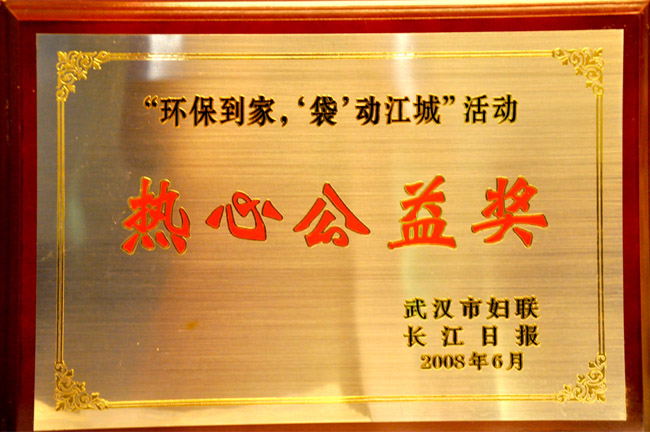 “环保到家，‘袋’动江城”活动
热心公益奖
武汉市妇联
长江日报
2008年6月